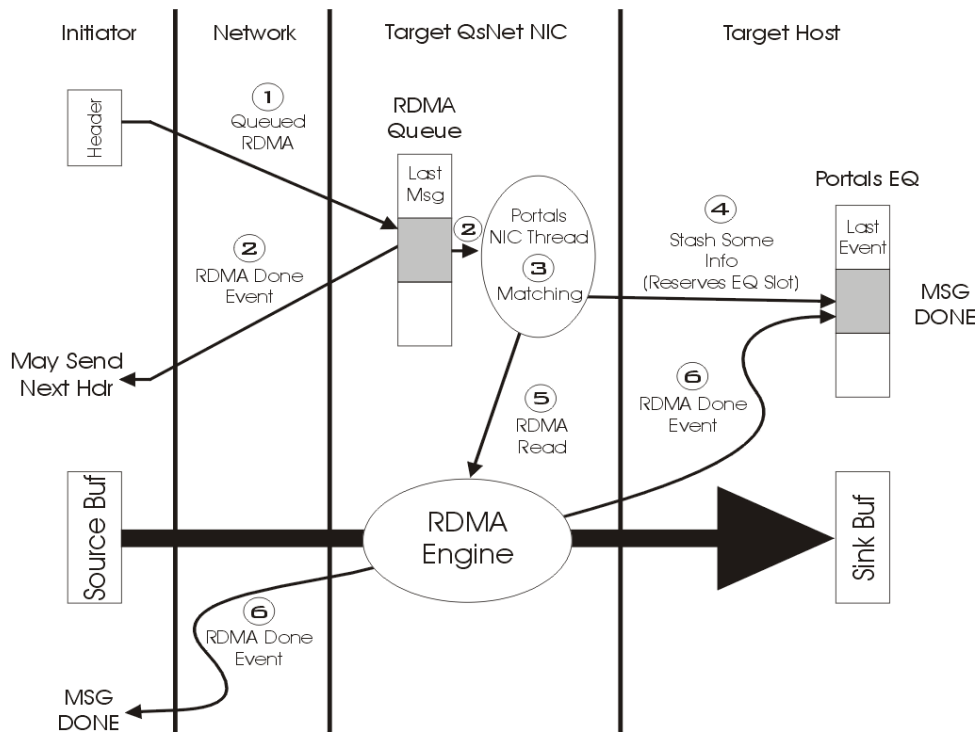 Initiator
Network
Target QsNet NIC
Target Host
Header
1
Queued
RDMA
RDMA
Queue
Last
Msg
2
Portals
NIC Thread
3
Matching
4
Stash Some
Info
(Reserves EQ Slot)
Portals EQ
Last
Event
MSG
DONE
2
RDMA Done
Event
May Send
Next Hdr
5
RDMA
Read
6
RDMA Done
Event
Source Buf
RDMA
Engine
Sink Buf
6
RDMA Done
Event
MSG
DONE